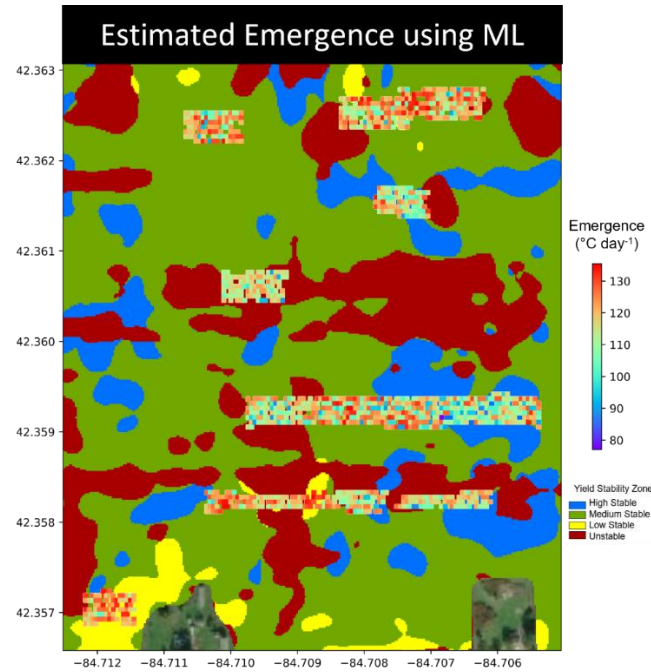 Estimated Emergence using ML
42.363
42.362
42.361
42.360
42.359
42.358
42.357
−84.712
−84.711
−84.710
−84.709
−84.708
−84.707
−84.706
Emergence
(°C day⁻¹)
130
120
110
100
90
80
Yield Stability Zone
High Stable
Medium Stable
Low Stable
Unstable